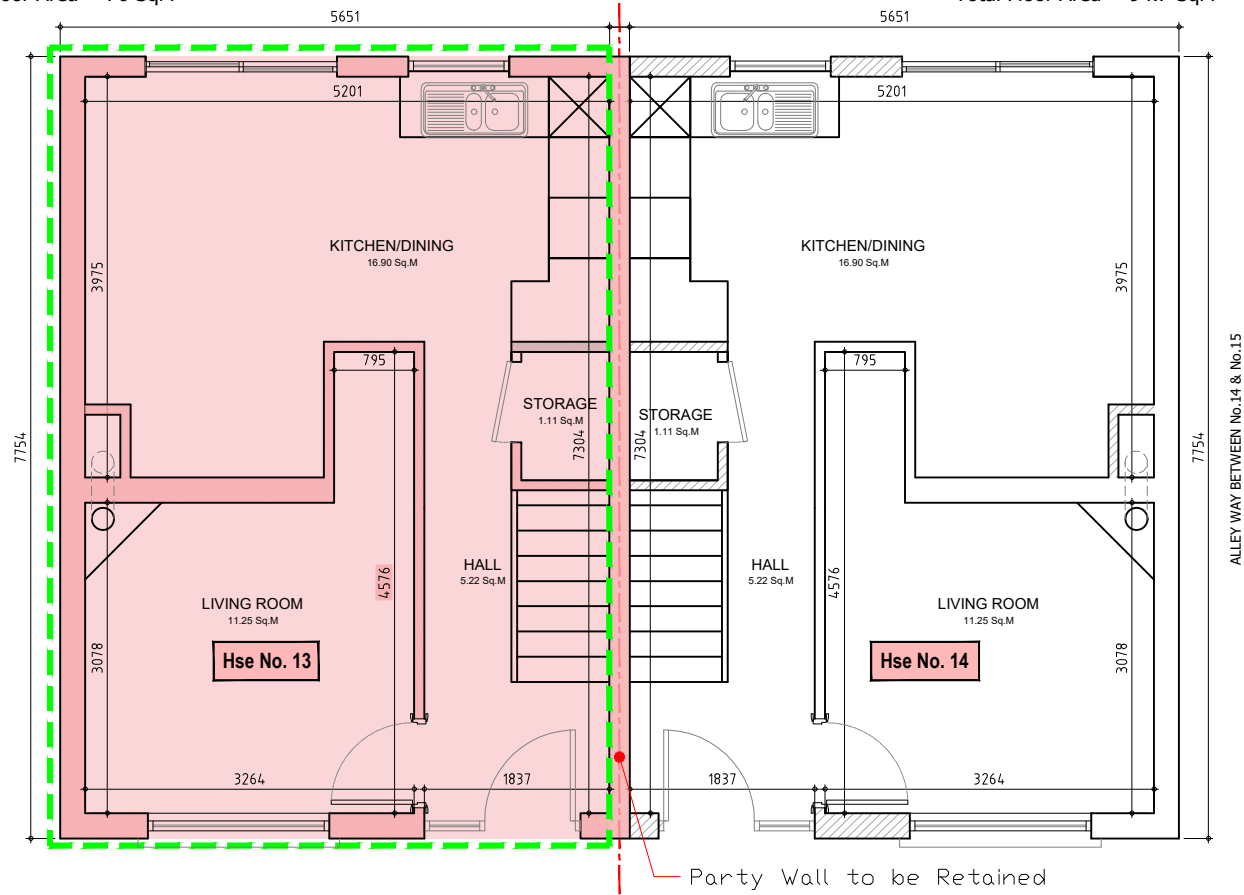 5651
5651
5201
5201
KITCHEN/DINING
16.90 Sq.M
KITCHEN/DINING
16.90 Sq.M
3975
3975
795
795
STORAGE
1.11 Sq.M
STORAGE
1.11 Sq.M
7304
7304
7754
7754
ALLEY WAY BETWEEN No.14 & No.15
HALL
5.22 Sq.M
HALL
5.22 Sq.M
4576
4576
LIVING ROOM
11.25 Sq.M
LIVING ROOM
11.25 Sq.M
Hse No. 13
Hse No. 14
3078
3078
3264
1837
1837
3264
Party Wall to be Retained